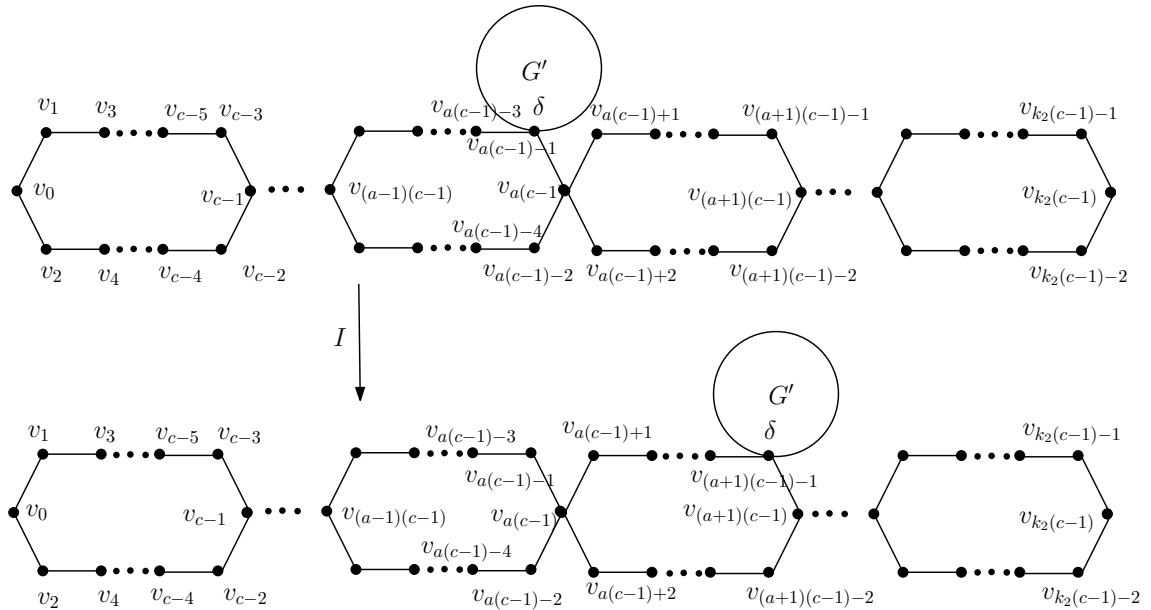 G′
v_1 v_3 v_{c−5} v_{c−3} v_{a(c−1)−3} δ v_{a(c−1)+1} v_{(a+1)(c−1)−1} v_{k_2(c−1)−1}
v_{a(c−1)−1}
v_0 v_{c−1} v_{(a−1)(c−1)} v_{a(c−1} v_{(a+1)(c−1)} v_{k_2(c−1)}
v_{a(c−1)−4}
v_2 v_4 v_{c−4} v_{c−2} v_{a(c−1)−2} v_{a(c−1)+2} v_{(a+1)(c−1)−2} v_{k_2(c−1)−2}
I
G′
v_1 v_3 v_{c−5} v_{c−3} v_{a(c−1)−3} v_{a(c−1)+1} δ v_{k_2(c−1)−1}
v_{a(c−1)−1} v_{(a+1)(c−1)−1}
v_0 v_{c−1} v_{(a−1)(c−1)} v_{a(c−1)} v_{(a+1)(c−1)} v_{k_2(c−1)}
v_{a(c−1)−4}
v_2 v_4 v_{c−4} v_{c−2} v_{a(c−1)−2} v_{a(c−1)+2} v_{(a+1)(c−1)−2} v_{k_2(c−1)−2}